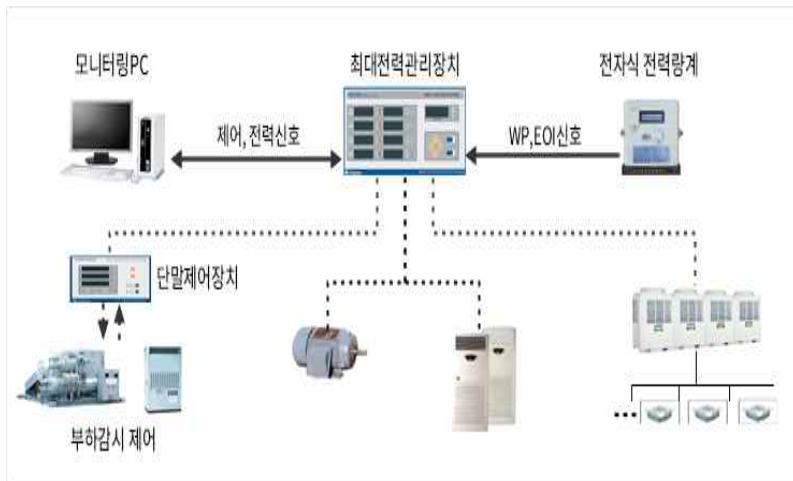 모니터링PC
최대전력관리장치
전자식 전력량계
제어, 전력신호
WP,EOI신호
단말제어장치
부하감시 제어